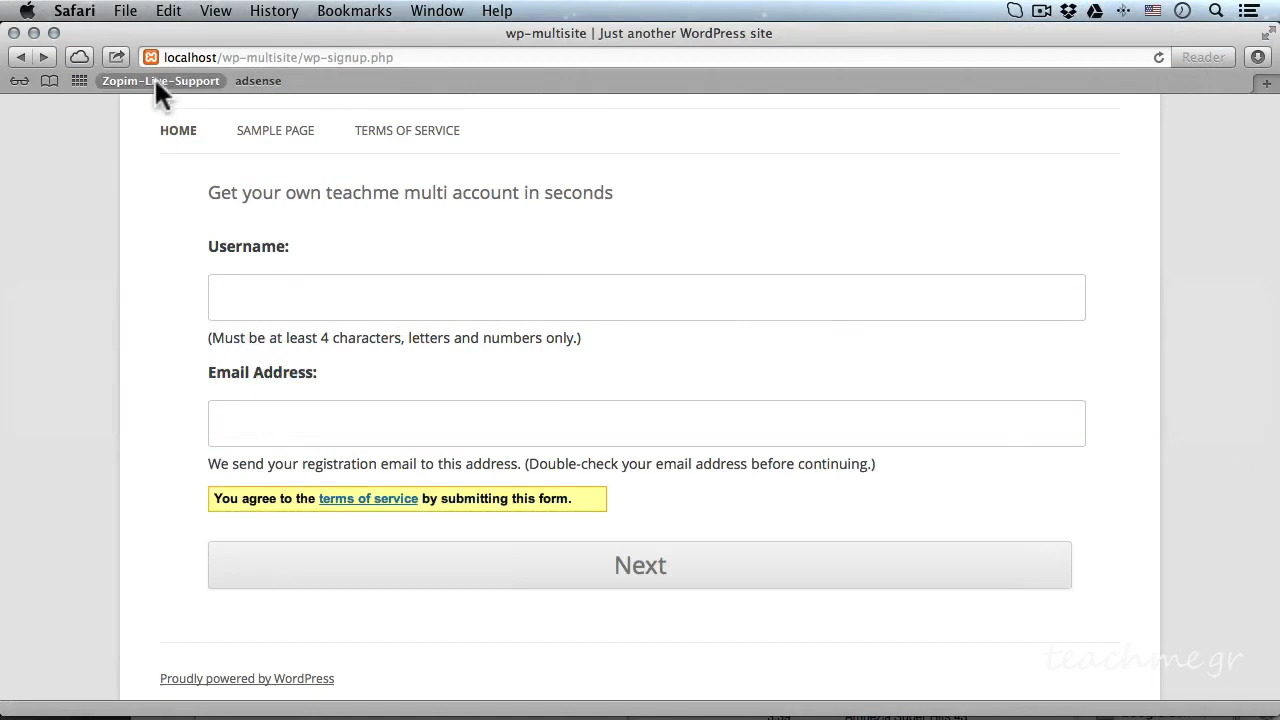 Safari File Edit View History Bookmarks Window Help
wp-multisite | Just another WordPress site
localhost/wp-multisite/wp-signup.php
Reader
Zopim-Live-Support adsense
HOME SAMPLE PAGE TERMS OF SERVICE
Get your own teachme multi account in seconds
Username:
(Must be at least 4 characters, letters and numbers only.)
Email Address:
We send your registration email to this address. (Double-check your email address before continuing.)
You agree to the terms of service by submitting this form.
Next
teachme.gr
Proudly powered by WordPress